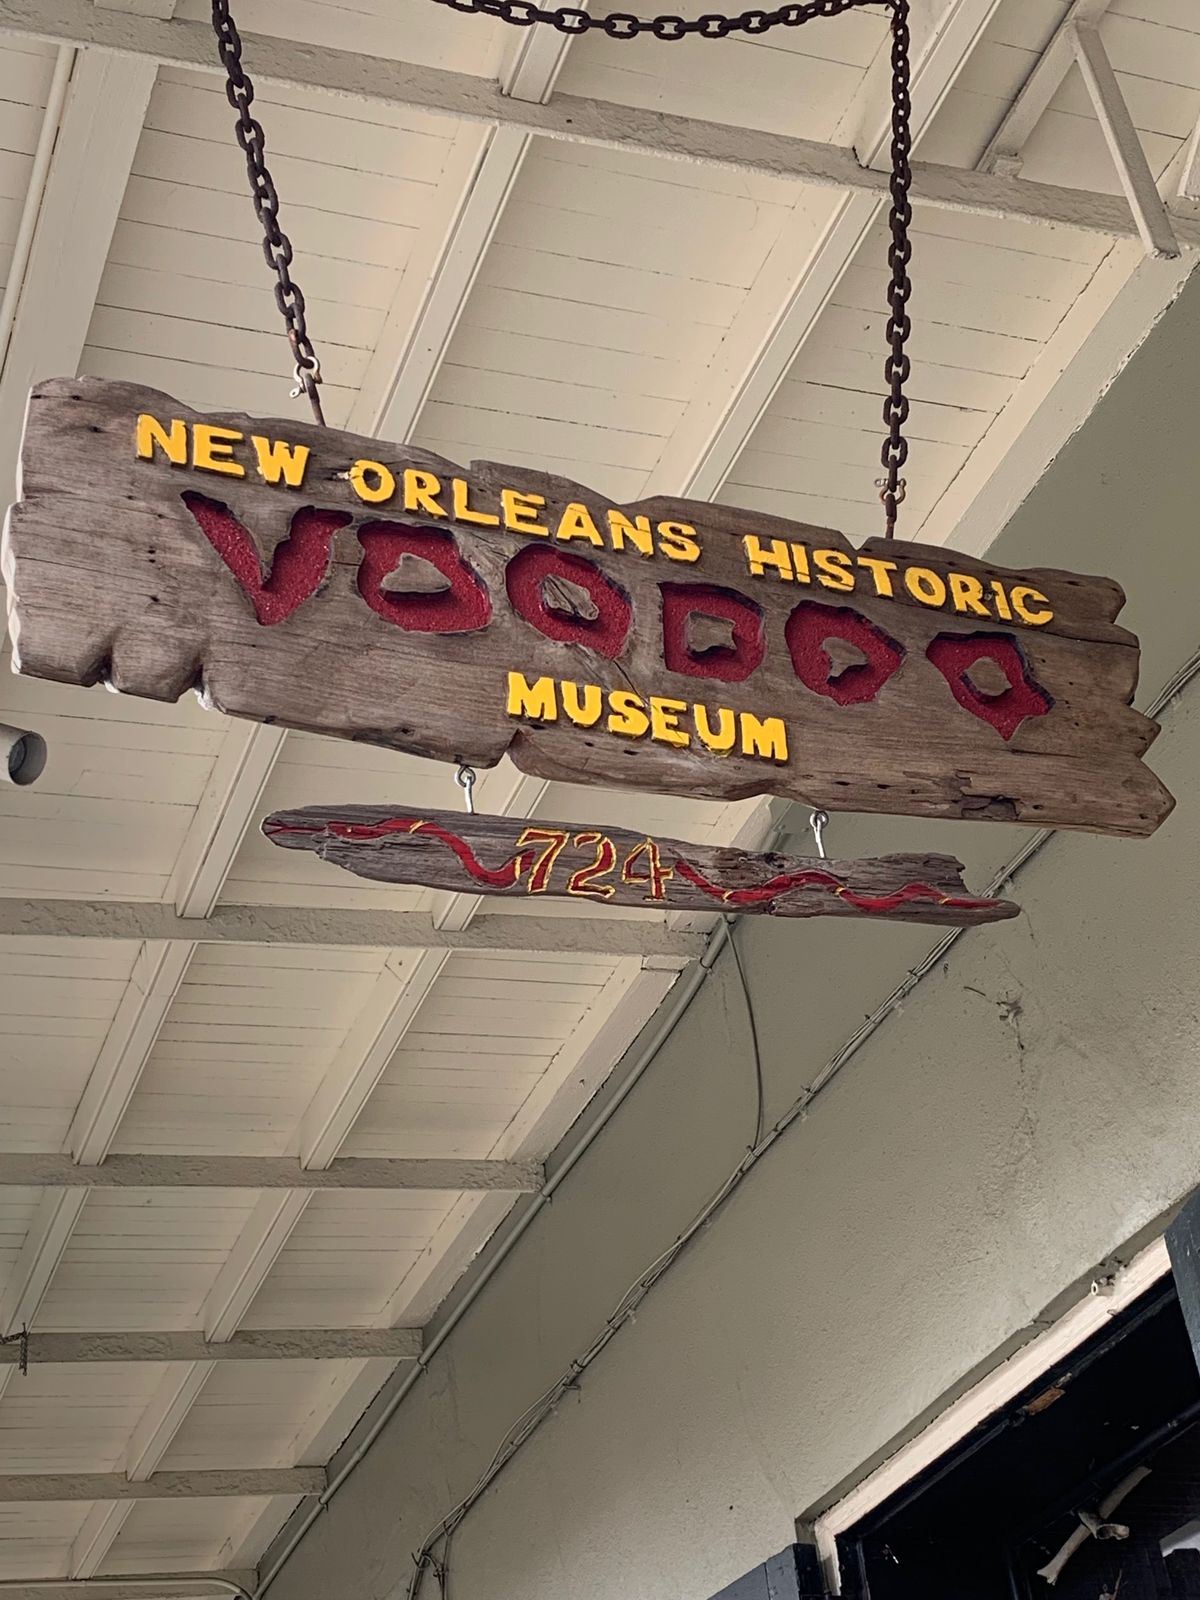 NEW ORLEANS HISTORIC
VOODOO
MUSEUM
724